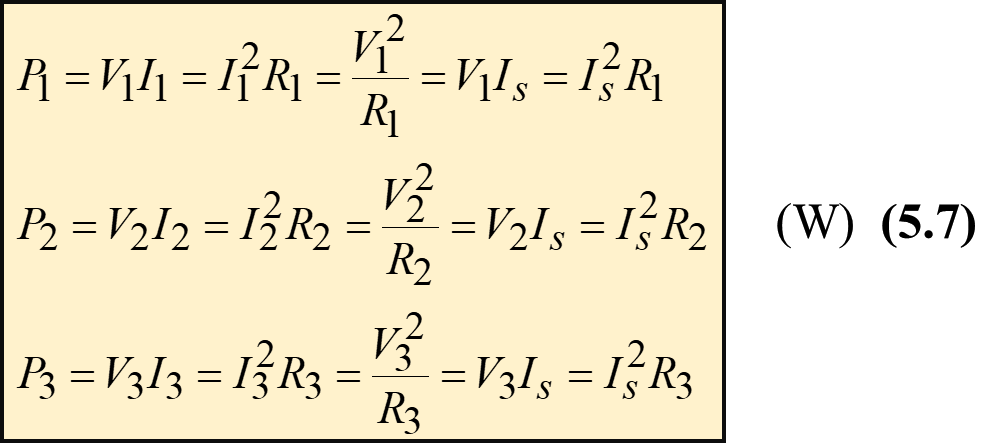 P₁ = V₁I₁ = I₁²R₁ = V₁²/R₁ = V₁Iₛ = Iₛ²R₁
P₂ = V₂I₂ = I₂²R₂ = V₂²/R₂ = V₂Iₛ = Iₛ²R₂ (W) (5.7)
P₃ = V₃I₃ = I₃²R₃ = V₃²/R₃ = V₃Iₛ = Iₛ²R₃